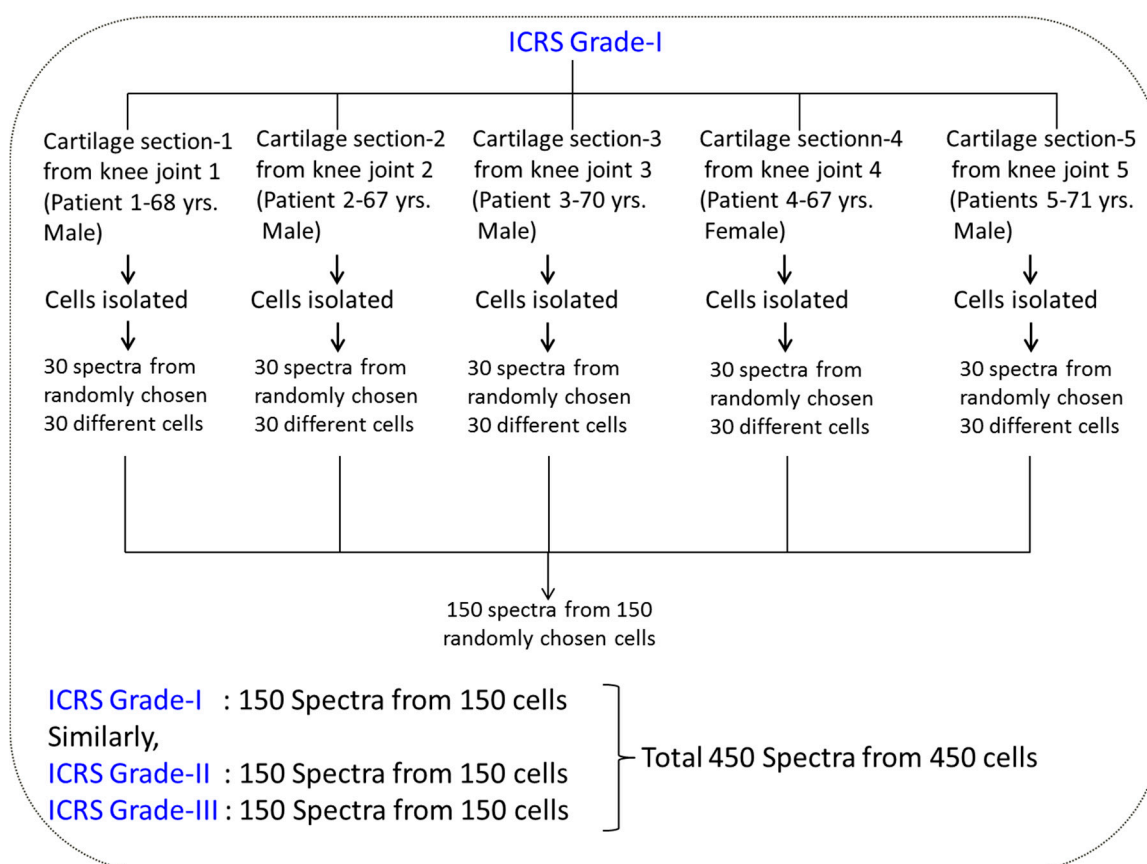 ICRS Grade-I
Cartilage section-1
from knee joint 1
(Patient 1-68 yrs.
Male)
Cartilage section-2
from knee joint 2
(Patient 2-67 yrs.
Male)
Cartilage section-3
from knee joint 3
(Patient 3-70 yrs.
Male)
Cartilage sectionn-4
from knee joint 4
(Patient 4-67 yrs.
Female)
Cartilage section-5
from knee joint 5
(Patients 5-71 yrs.
Male)
Cells isolated
Cells isolated
Cells isolated
Cells isolated
Cells isolated
30 spectra from
randomly chosen
30 different cells
30 spectra from
randomly chosen
30 different cells
30 spectra from
randomly chosen
30 different cells
30 spectra from
randomly chosen
30 different cells
30 spectra from
randomly chosen
30 different cells
150 spectra from 150
randomly chosen cells
ICRS Grade-I : 150 Spectra from 150 cells
Similarly,
ICRS Grade-II : 150 Spectra from 150 cells
ICRS Grade-III : 150 Spectra from 150 cells
Total 450 Spectra from 450 cells